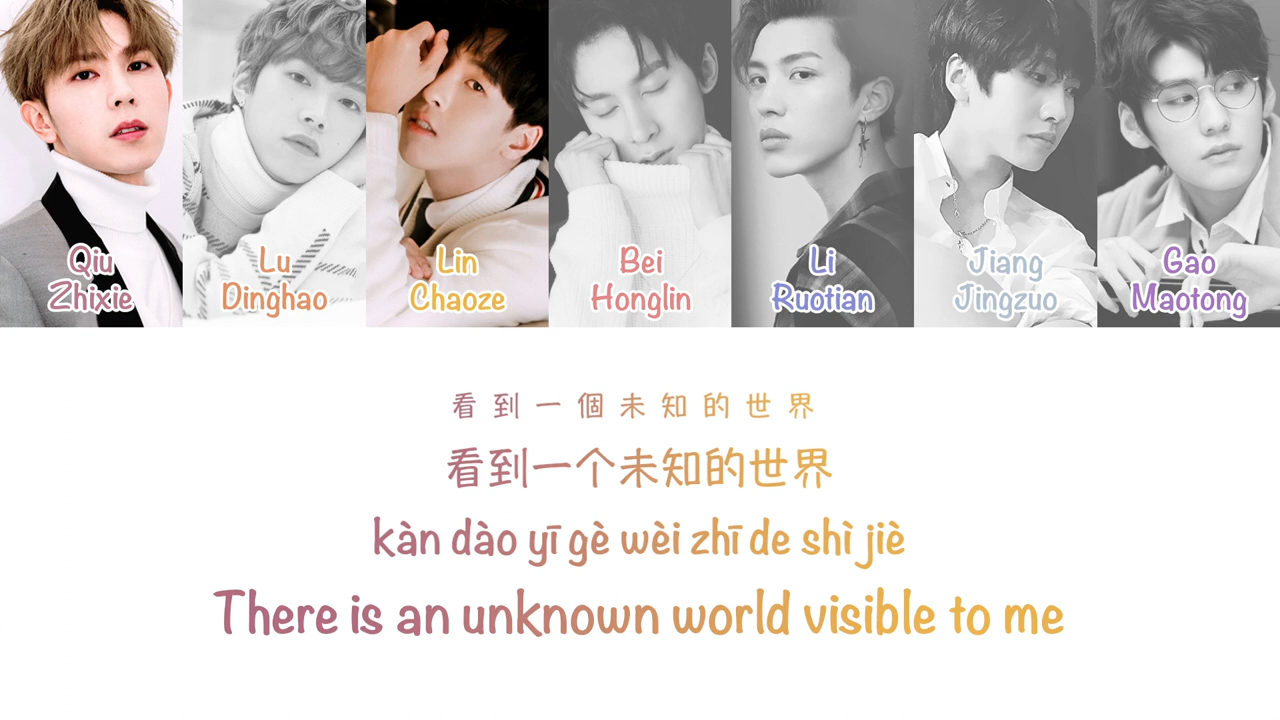 Qiu
Zhixie
Lu
Dinghao
Lin
Chaoze
Bei
Honglin
Li
Ruotian
Jiang
Jingzuo
Gao
Maotong
看到一個未知的世界
看到一个未知的世界
kàn dào yī gè wèi zhī de shì jiè
There is an unknown world visible to me